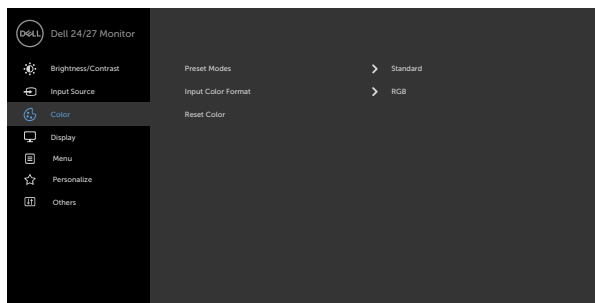 DELL Dell 24/27 Monitor
Brightness/Contrast Preset Modes Standard
Input Source Input Color Format RGB
Color Reset Color
Display
Menu
Personalize
Others